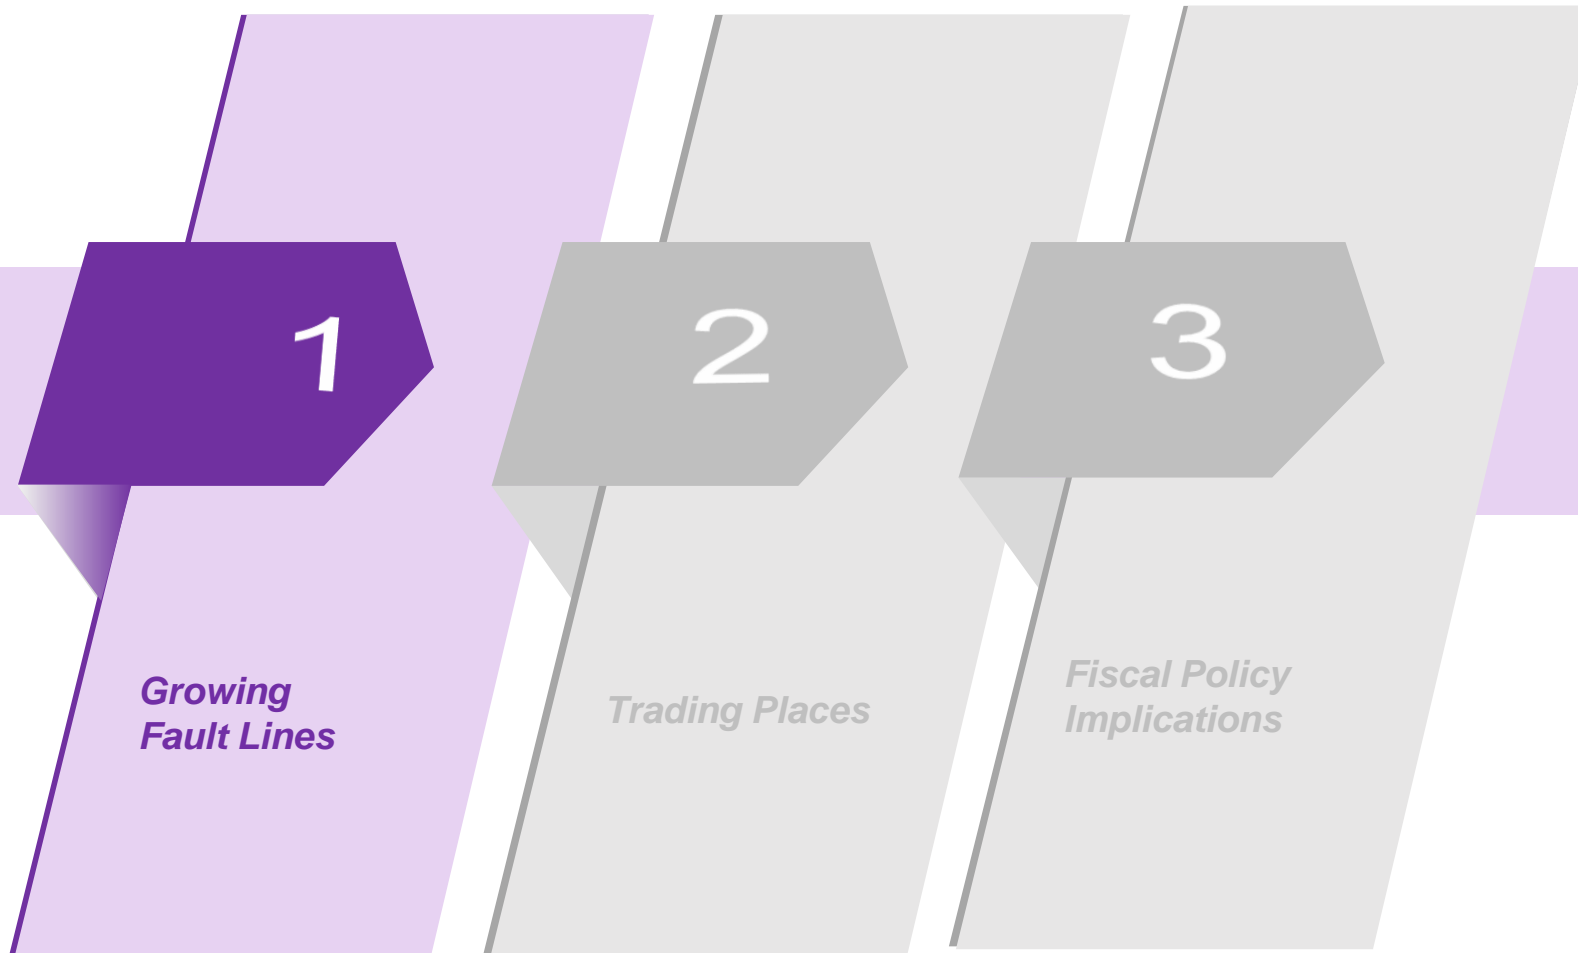 1
Growing
Fault Lines
2
Trading Places
3
Fiscal Policy
Implications